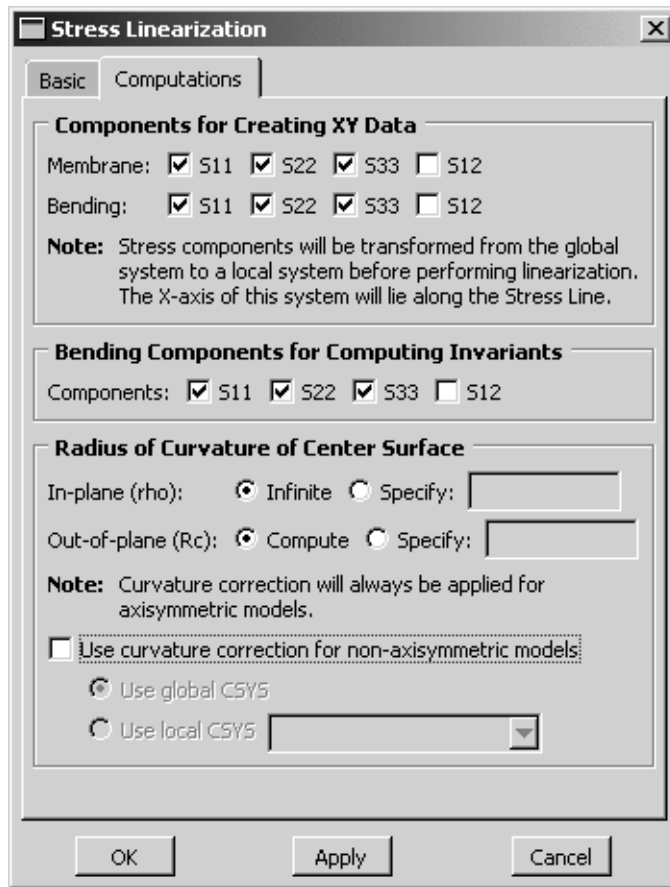 Stress Linearization
Basic Computations
Components for Creating XY Data
Membrane: S11 S22 S33 S12
Bending: S11 S22 S33 S12
Note: Stress components will be transformed from the global
system to a local system before performing linearization.
The X-axis of this system will lie along the Stress Line.
Bending Components for Computing Invariants
Components: S11 S22 S33 S12
Radius of Curvature of Center Surface
In-plane (rho): Infinite Specify:
Out-of-plane (Rc): Compute Specify:
Note: Curvature correction will always be applied for
axisymmetric models.
Use curvature correction for non-axisymmetric models
Use global CSYS
Use local CSYS
OK Apply Cancel